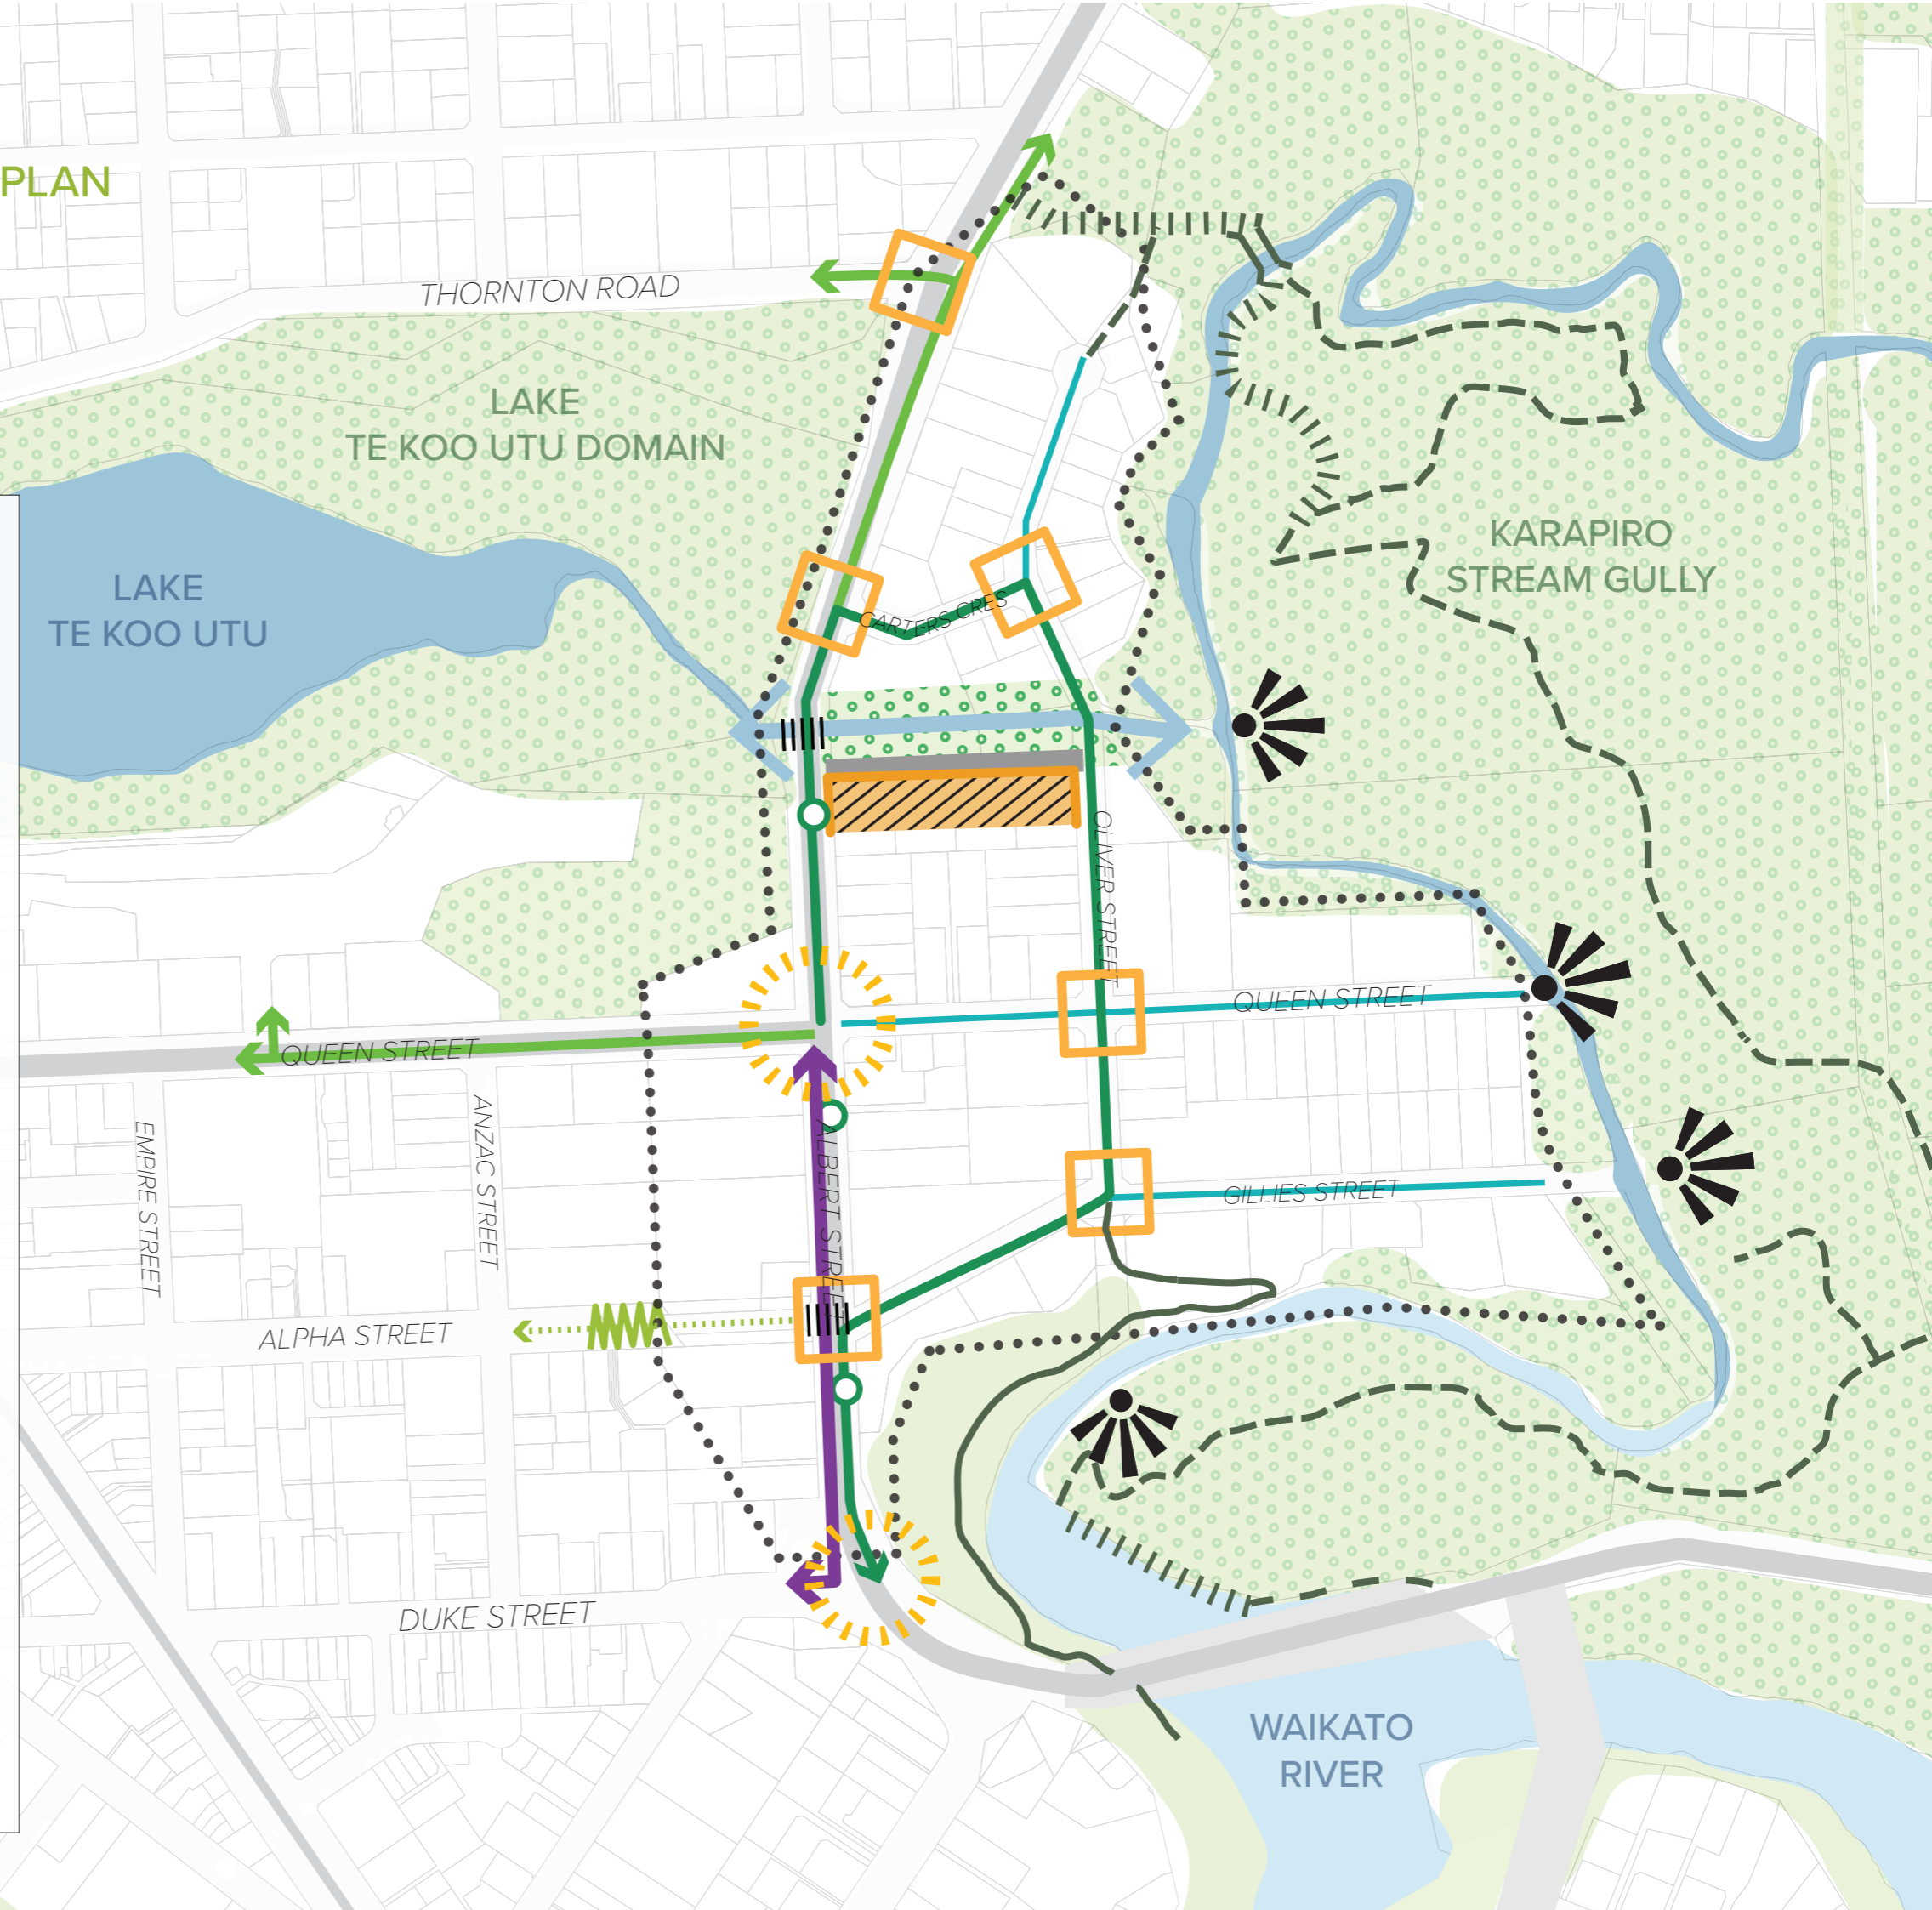 PLAN
THORNTON ROAD
LAKE
TE KOO UTU DOMAIN
LAKE
TE KOO UTU
KARAPIRO
STREAM GULLY
CARTERS CRES
OLIVER STREET
QUEEN STREET
QUEEN STREET
EMPIRE STREET
ANZAC STREET
ALBERT STREET
GILLIES STREET
ALPHA STREET
DUKE STREET
WAIKATO
RIVER